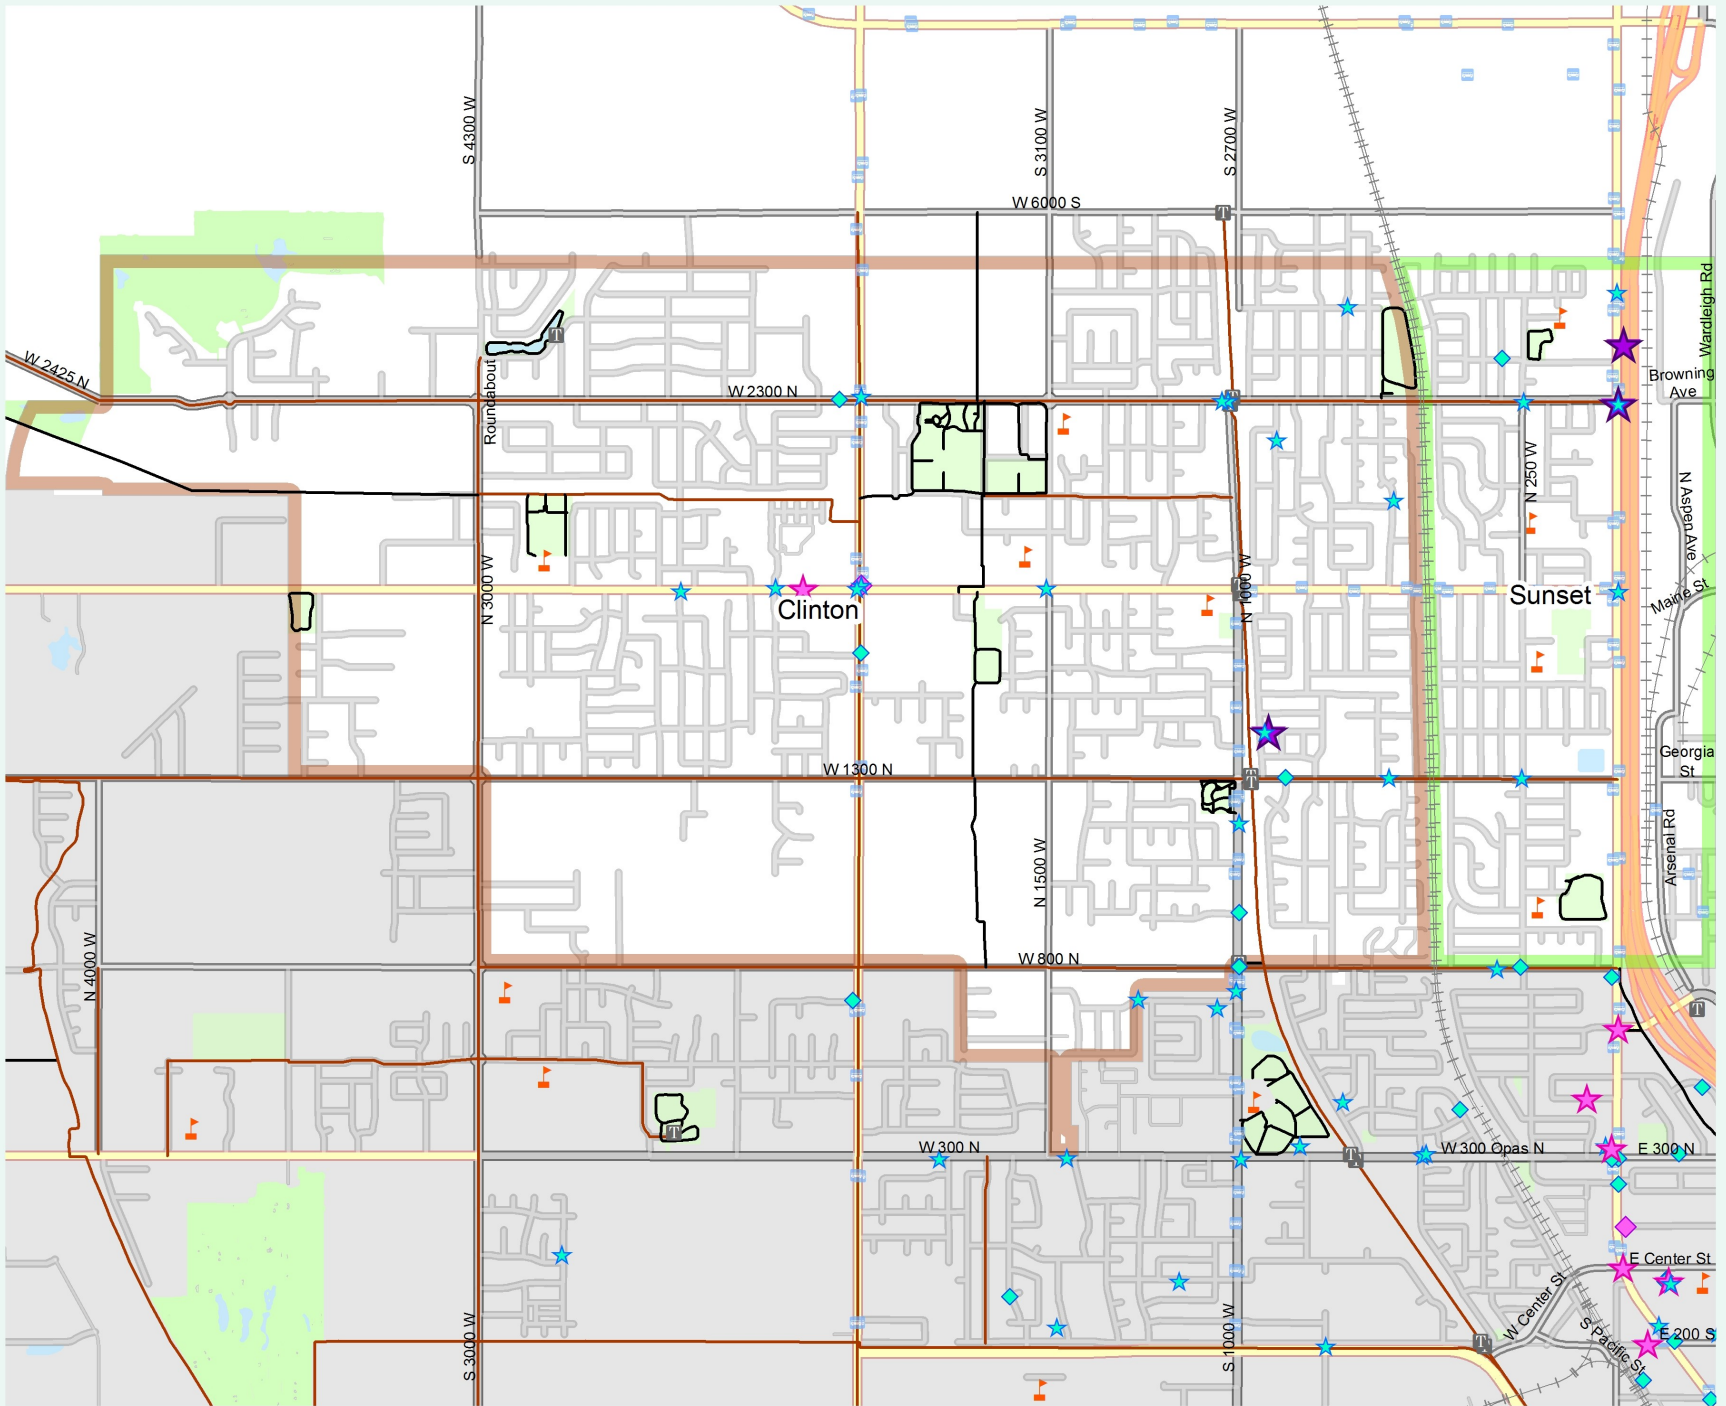 S 4300 W
S 3100 W
S 2700 W
W 6000 S
Wardleigh Rd
W 2425 N
W 2300 N
Browning
Ave
Roundabout
N 250 W
N Aspen Ave
N 3000 W
N 1000 W
Clinton
Sunset
Maine St
W 1300 N
Georgia
St
Arsenal Rd
N 1500 W
N 4000 W
W 800 N
W 300 N
W 300 Opas N
E 300 N
E Center St
W Center St
S 3000 W
S 1000 W
S Pacific St
E 200 S
T
T
T
T
T
T
T
T
T
T